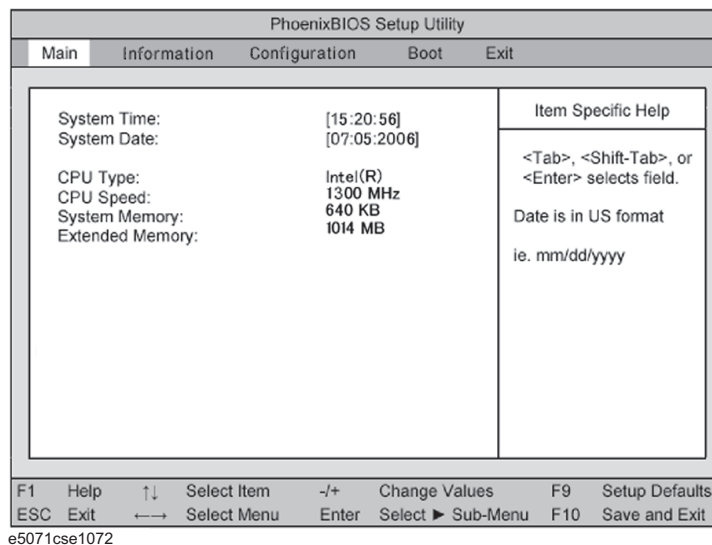 PhoenixBIOS Setup Utility
Main Information Configuration Boot Exit
System Time: [15:20:56]
System Date: [07:05:2006]
CPU Type: Intel(R)
CPU Speed: 1300 MHz
System Memory: 640 KB
Extended Memory: 1014 MB
Item Specific Help
<Tab>, <Shift-Tab>, or
<Enter> selects field.
Date is in US format
ie. mm/dd/yyyy
F1 Help ↑↓ Select Item -/+ Change Values F9 Setup Defaults
ESC Exit ←→ Select Menu Enter Select ► Sub-Menu F10 Save and Exit
e5071cse1072